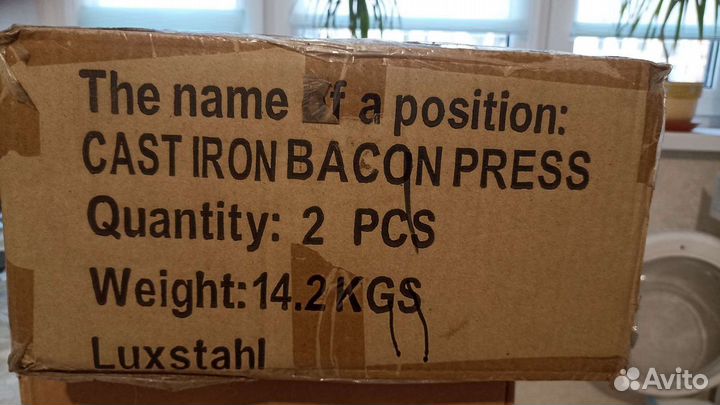 The name of a position:
CAST IRON BACON PRESS
Quantity: 2 PCS
Weight: 14.2 KGS
Luxstahl
Avito